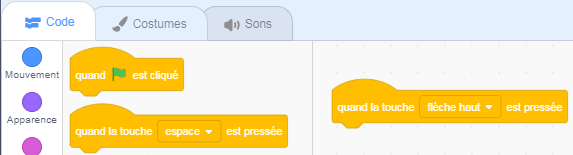 Code Costumes Sons
Mouvement
quand est cliqué
Apparence
quand la touche espace est pressée
quand la touche flèche haut est pressée